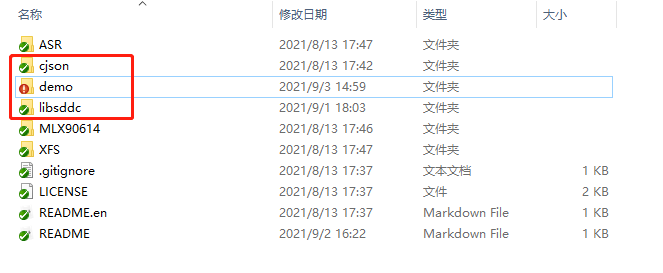 名称 修改日期 类型 大小
ASR 2021/8/13 17:47 文件夹
cjson 2021/8/13 17:42 文件夹
demo 2021/9/3 14:59 文件夹
libsddc 2021/9/1 18:03 文件夹
MLX90614 2021/8/13 17:46 文件夹
XFS 2021/8/13 17:47 文件夹
.gitignore 2021/8/13 17:37 文本文档 1 KB
LICENSE 2021/8/13 17:37 文件 2 KB
README.en 2021/8/13 17:37 Markdown File 1 KB
README 2021/9/2 16:22 Markdown File 1 KB